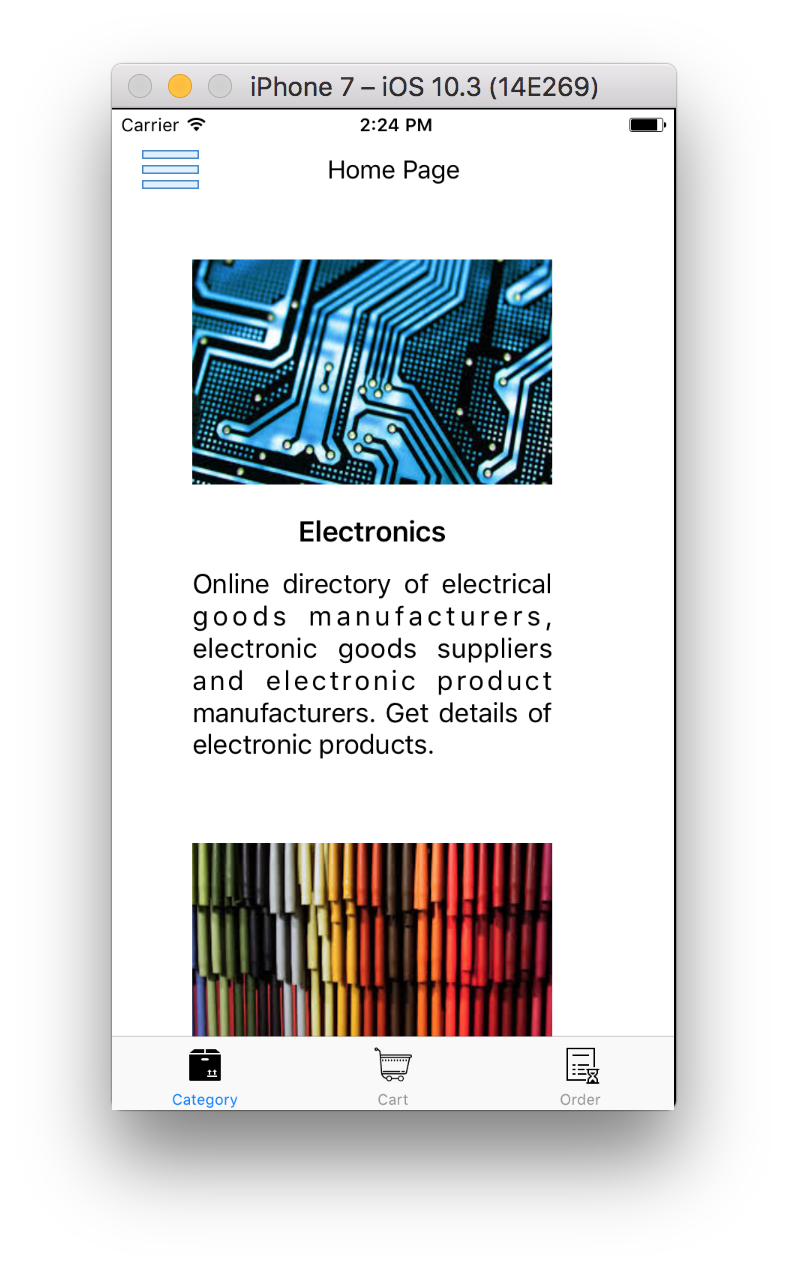 iPhone 7 – iOS 10.3 (14E269)
Carrier 2:24 PM
Home Page
Electronics
Online directory of electrical
goods manufacturers,
electronic goods suppliers
and electronic product
manufacturers. Get details of
electronic products.
Category Cart Order